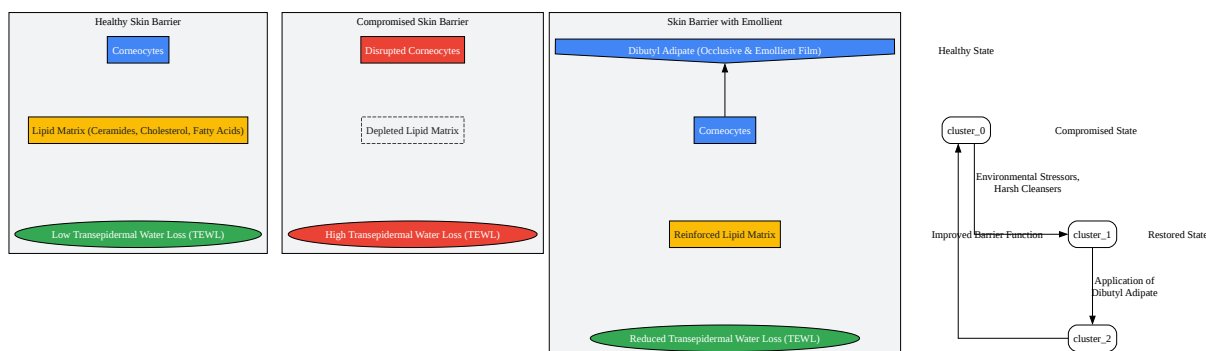 Healthy Skin Barrier
Corneocytes
Lipid Matrix (Ceramides, Cholesterol, Fatty Acids)
Low Transepidermal Water Loss (TEWL)
Compromised Skin Barrier
Disrupted Corneocytes
Depleted Lipid Matrix
High Transepidermal Water Loss (TEWL)
Skin Barrier with Emollient
Dibutyl Adipate (Occlusive & Emollient Film)
Corneocytes
Reinforced Lipid Matrix
Reduced Transepidermal Water Loss (TEWL)
Healthy State
cluster_0
Compromised State
Environmental Stressors,
Harsh Cleansers
Improved Barrier Function
cluster_1
Restored State
Application of
Dibutyl Adipate
cluster_2